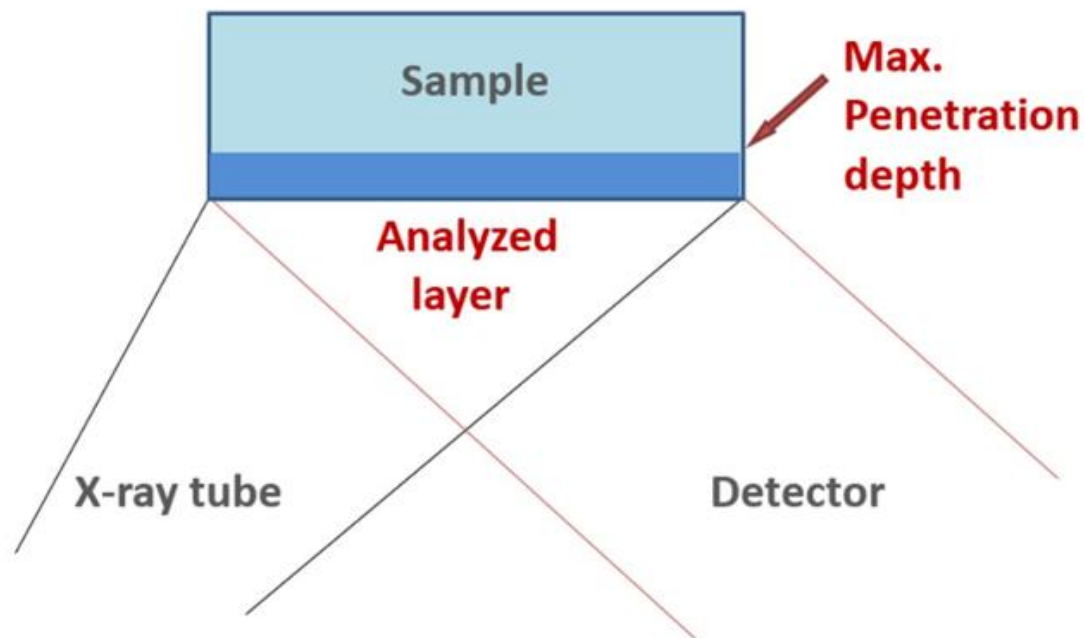 Sample
Max.
Penetration
depth
Analyzed
layer
X-ray tube
Detector